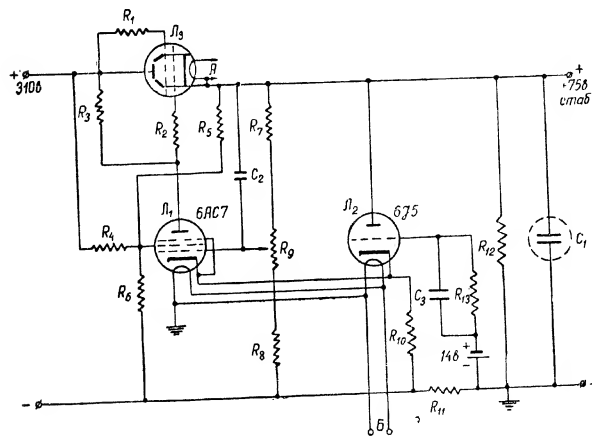 R₁
Л₃
+
310в
Я
+
+75в
стаб
R₃
R₂
R₅
R₇
C₂
Л₁
6AC7
Л₂
6J5
R₄
R₉
R₁₂
C₁
R₆
C₃
R₁₃
R₈
R₁₀
14в
+
-
R₁₁
-
-
Б